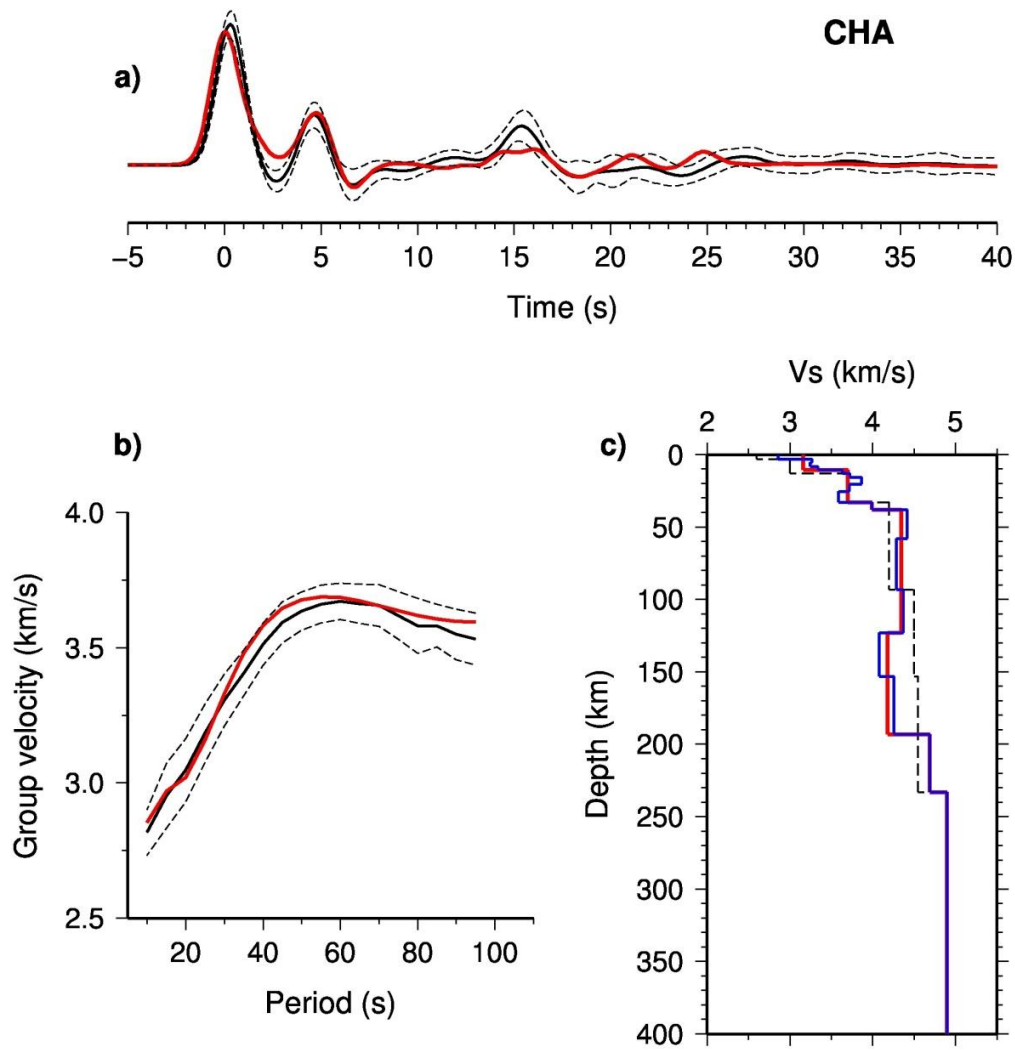 CHA
a)
−5 0 5 10 15 20 25 30 35 40
Time (s)
b)
4.0
3.5
3.0
2.5
Group velocity (km/s)
20 40 60 80 100
Period (s)
Vs (km/s)
c)
2 3 4 5
0
50
100
150
200
250
300
350
400
Depth (km)